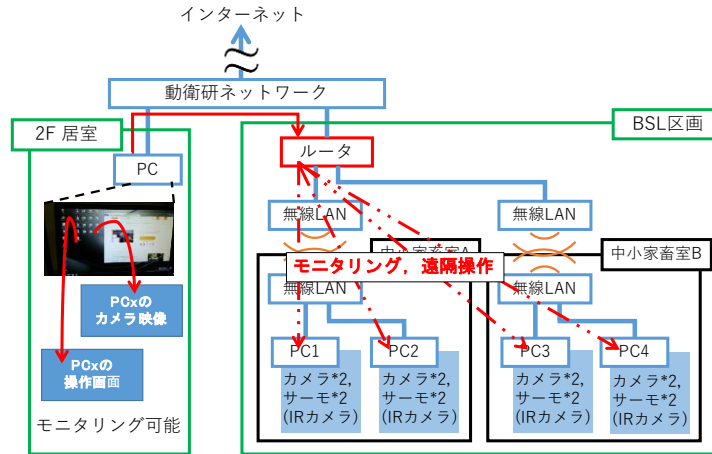 インターネット
動衛研ネットワーク
2F 居室
BSL区画
PC
ルータ
無線LAN
無線LAN
中小家畜室A
中小家畜室B
モニタリング，遠隔操作
無線LAN
無線LAN
PCxの
カメラ映像
PC1
PC2
PC3
PC4
PCxの
操作画面
カメラ*2,
サーモ*2
(IRカメラ)
カメラ*2,
サーモ*2
(IRカメラ)
カメラ*2,
サーモ*2
(IRカメラ)
カメラ*2,
サーモ*2
(IRカメラ)
モニタリング可能